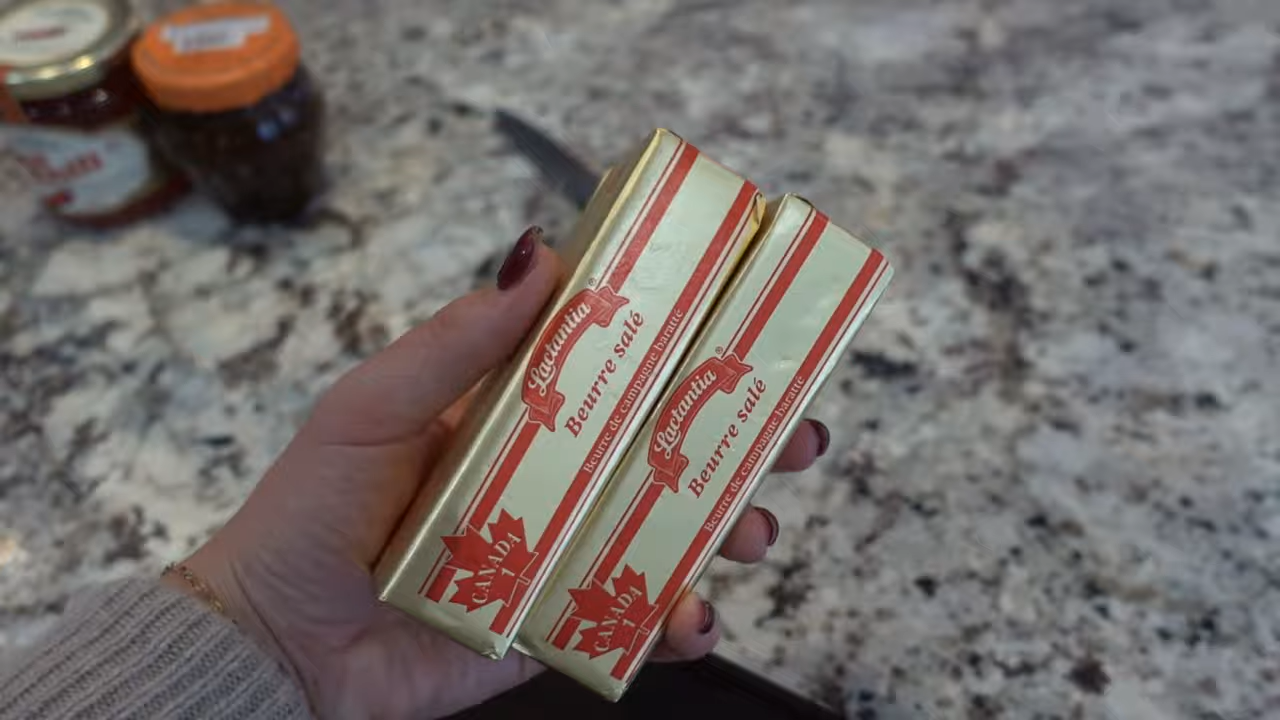 Lactantia®
Beurre salé
Beurre de campagne baratté
CANADA
1
Lactantia®
Beurre salé
Beurre de campagne baratté
CANADA
1